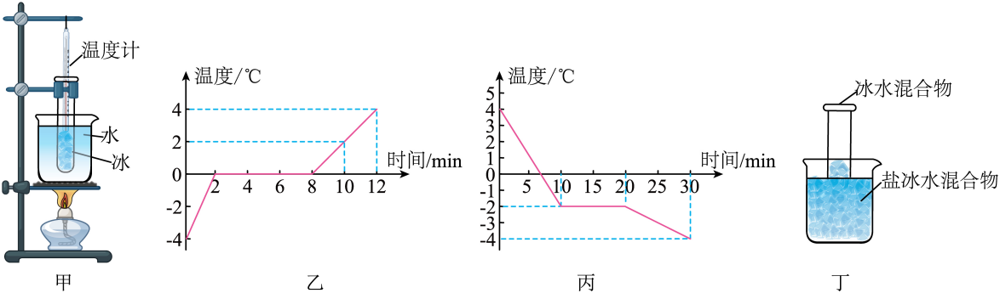 温度计
水
冰
甲
温度/℃
4
2
0
-2
-4
2 4 6 8 10 12
时间/min
乙
温度/℃
5
4
3
2
1
0
-1
-2
-3
-4
5 10 15 20 25 30
时间/min
丙
冰水混合物
盐冰水混合物
丁